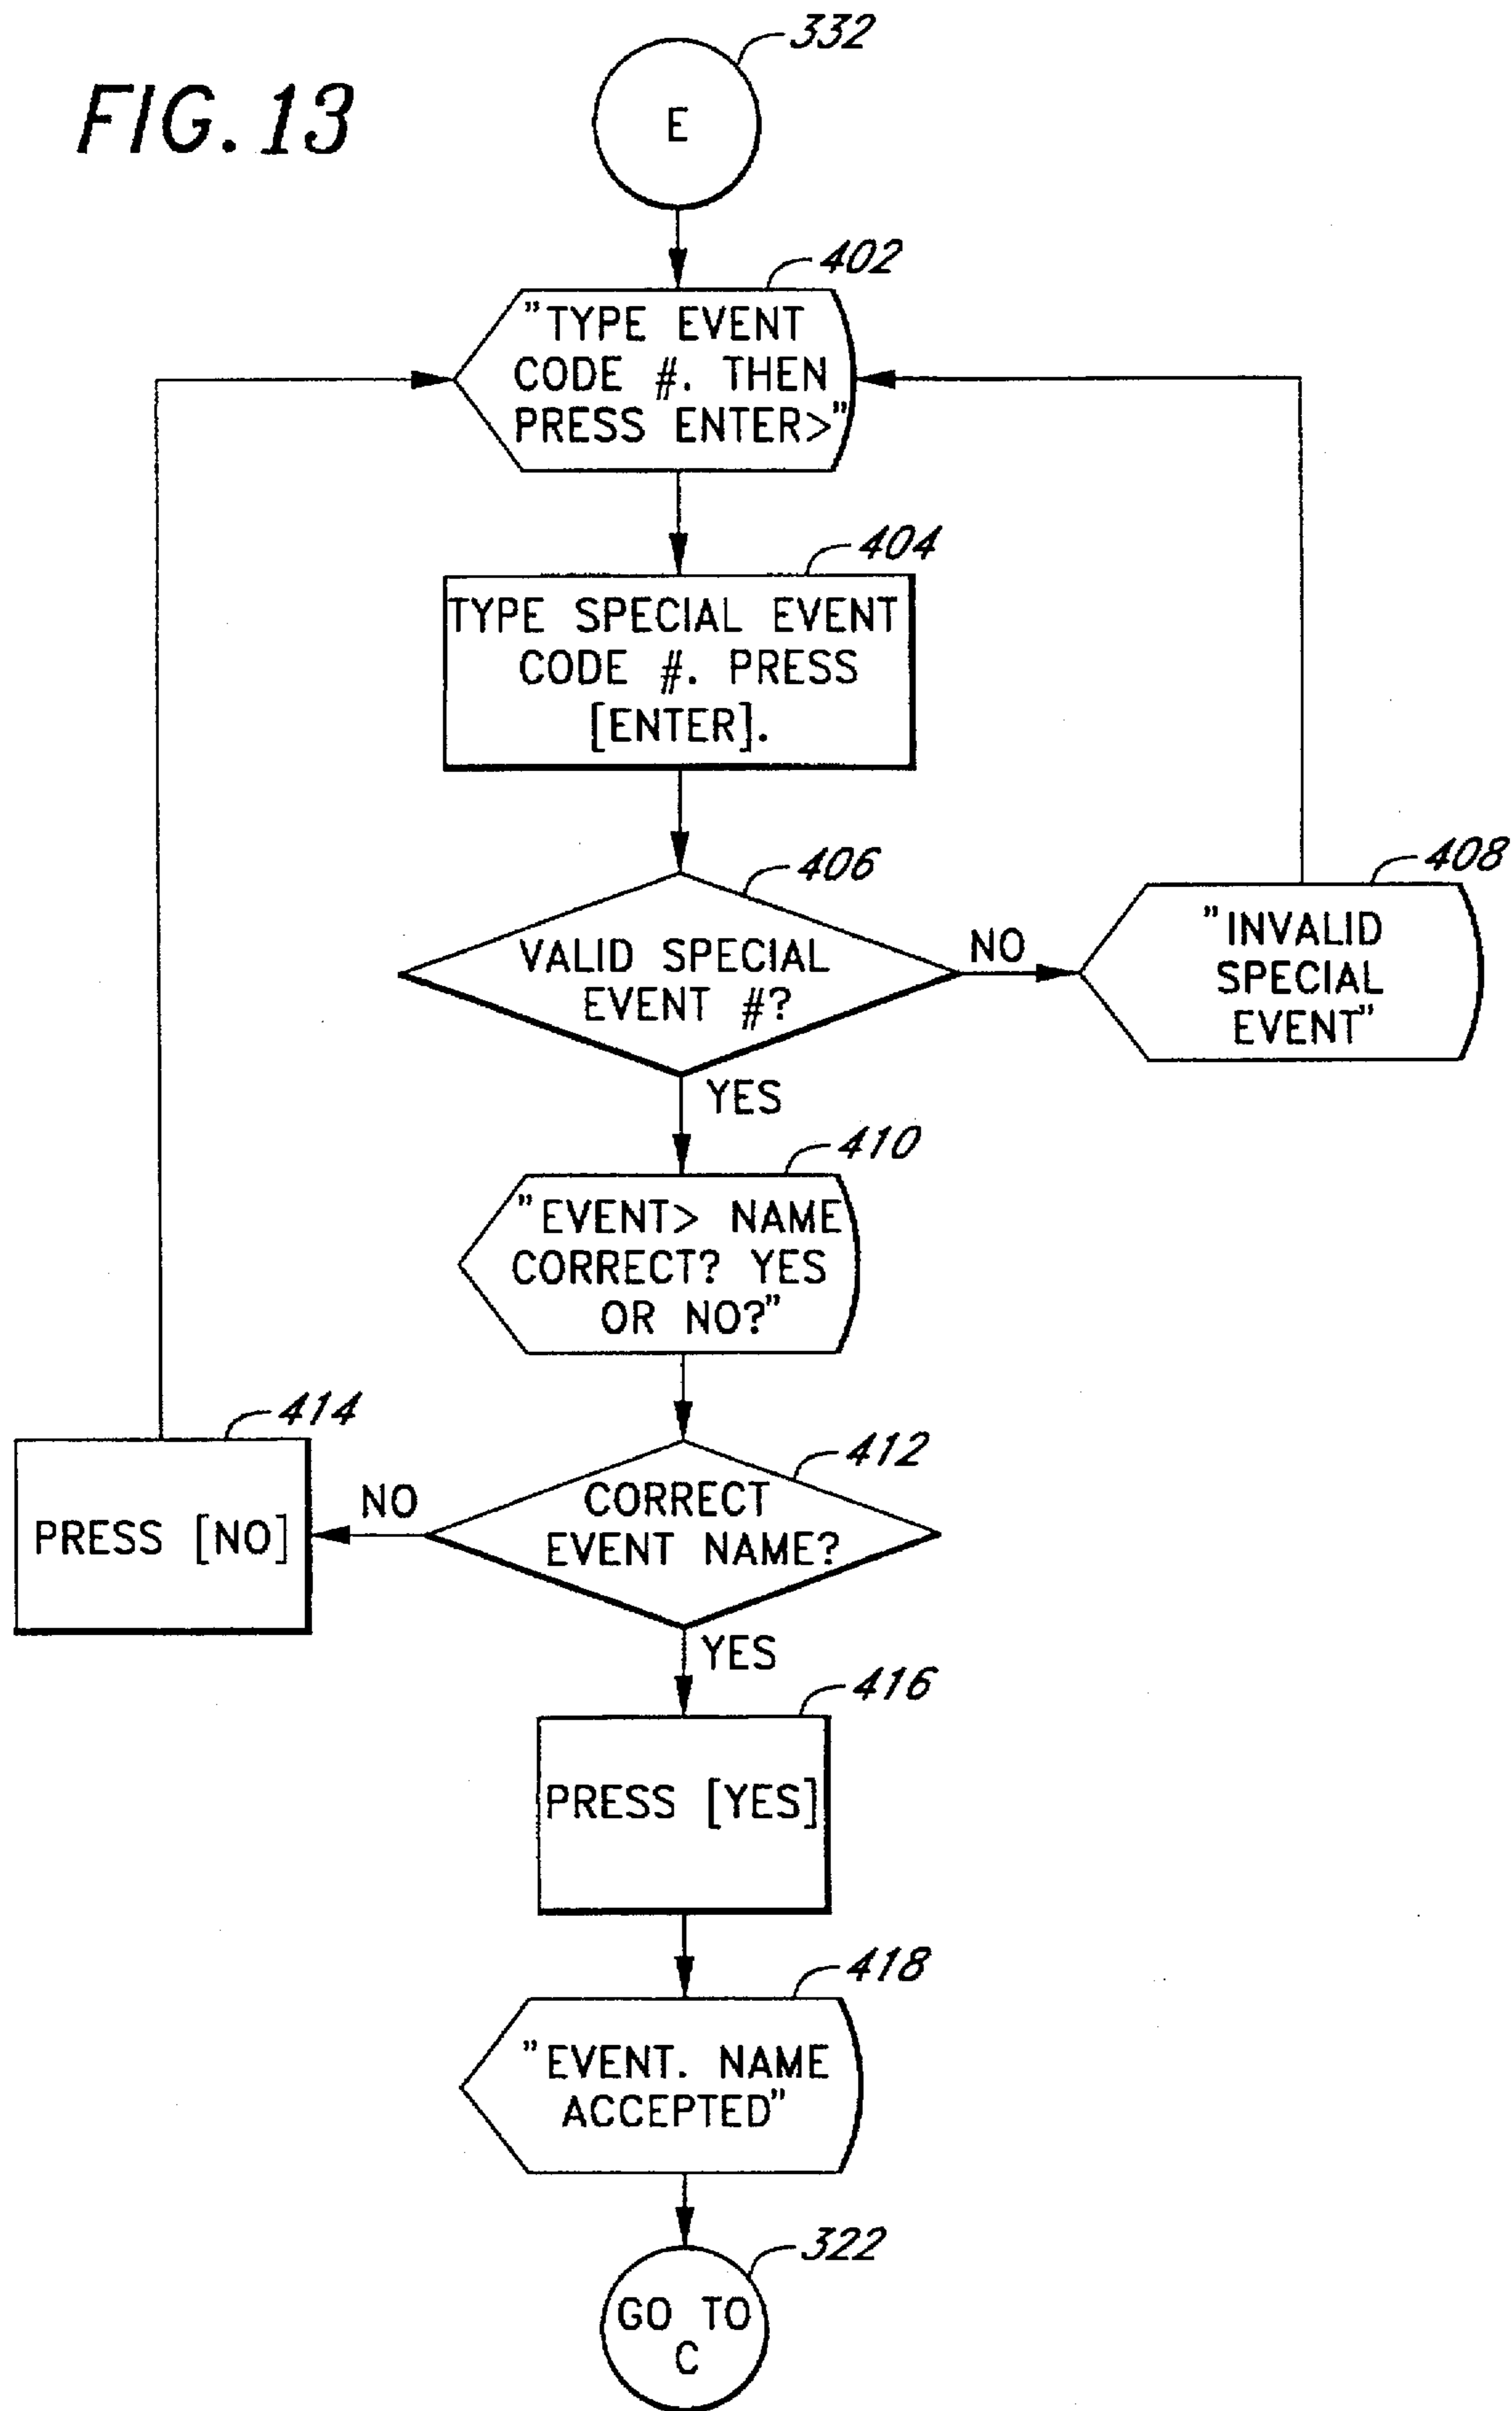 FIG. 13
332
E
402
"TYPE EVENT
CODE #. THEN
PRESS ENTER>"
404
TYPE SPECIAL EVENT
CODE #. PRESS
[ENTER].
406
VALID SPECIAL
EVENT #?
NO
408
"INVALID
SPECIAL
EVENT"
YES
410
"EVENT> NAME
CORRECT? YES
OR NO?"
412
CORRECT
EVENT NAME?
NO
414
PRESS [NO]
YES
416
PRESS [YES]
418
"EVENT. NAME
ACCEPTED"
322
GO TO
C